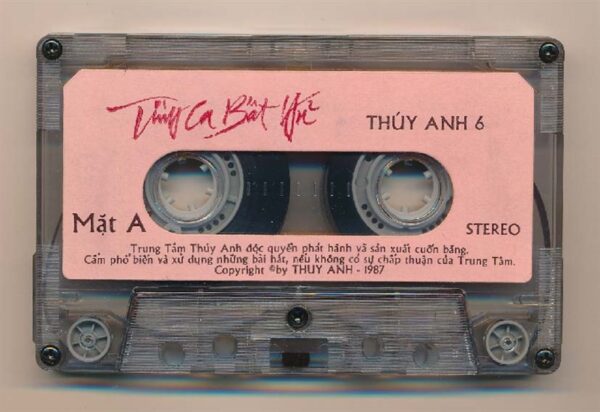 Tình Ca Bất Hủ
THÚY ANH 6
Mặt A
STEREO
Trung Tâm Thúy Anh độc quyền phát hành và sản xuất cuốn băng.
Cấm phổ biến và xử dụng những bài hát, nếu không có sự chấp thuận của Trung Tâm.
Copyright ©by THUY ANH - 1987